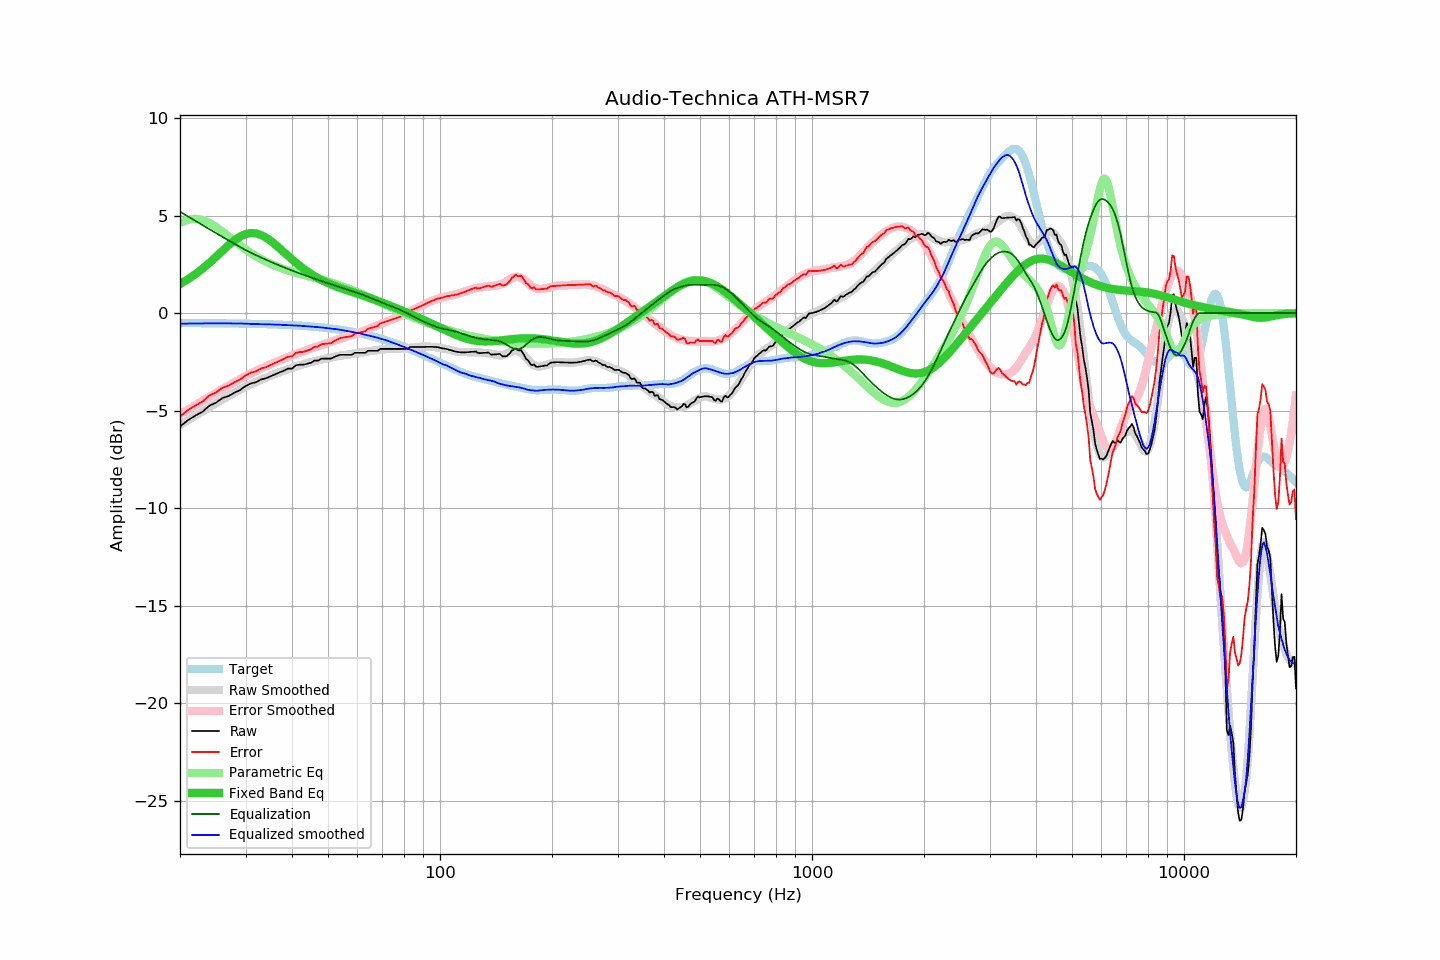 Audio-Technica ATH-MSR7
10
5
0
−5
−10
−15
−20
−25
Amplitude (dBr)
Target
Raw Smoothed
Error Smoothed
Raw
Error
Parametric Eq
Fixed Band Eq
Equalization
Equalized smoothed
100
1000
10000
Frequency (Hz)